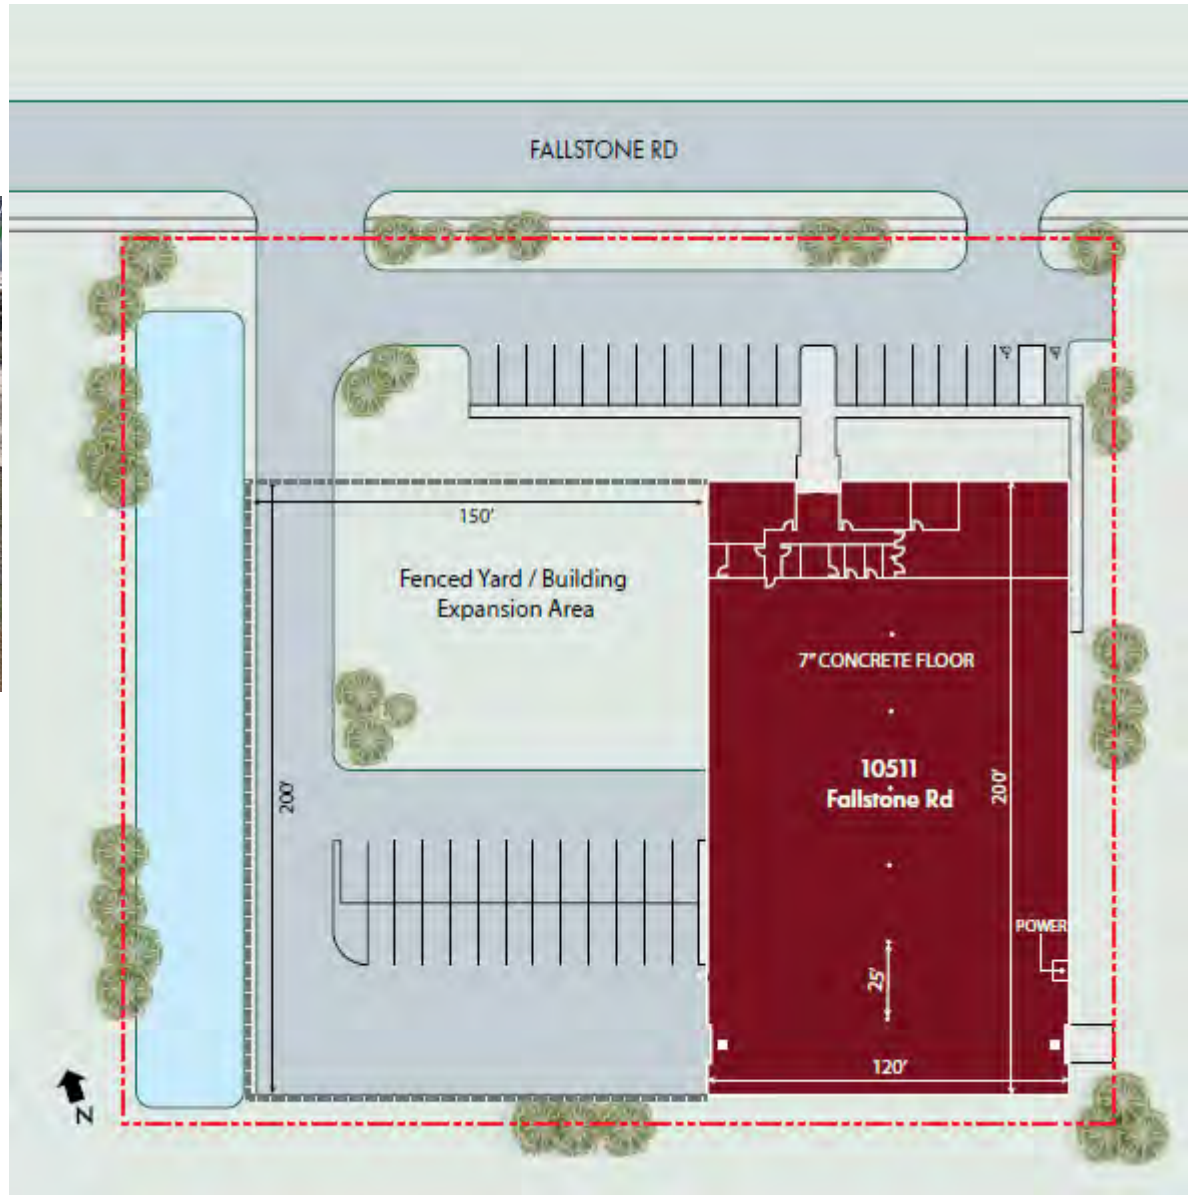 FALLSTONE RD
150'
Fenced Yard / Building
Expansion Area
7" CONCRETE FLOOR
10511
Fallstone Rd
200'
200'
POWER
25'
120'
N